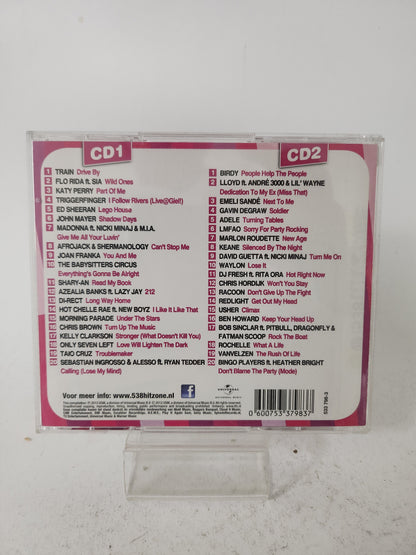 CD1
1 TRAIN Drive By
2 FLO RIDA ft. SIA Wild Ones
3 KATY PERRY Part Of Me
4 TRIGGERFINGER I Follow Rivers (Live@Giel!)
5 ED SHEERAN Lego House
6 JOHN MAYER Shadow Days
7 MADONNA ft. NICKI MINAJ & M.I.A.
Give Me All Your Luvin'
8 AFROJACK & SHERMANOLOGY Can't Stop Me
9 JOAN FRANKA You And Me
10 THE BABYSITTERS CIRCUS
Everything's Gonna be Alright
11 SHARY-AN Read My Book
12 AZEALIA BANKS ft. LAZY JAY 212
13 DI-RECT Long Way Home
14 HOT CHELLE RAE ft. NEW BOYZ I Like It Like That
15 MORNING PARADE Under The Stars
16 CHRIS BROWN Turn Up The Music
17 KELLY CLARKSON Stronger (What Doesn't Kill You)
18 ONLY SEVEN LEFT Love Will Lighten The Dark
19 TAIO CRUZ Troublemaker
20 SEBASTIAN INGROSSO & ALESSO ft. RYAN TEDDER
Calling (Lose My Mind)
CD2
1 BIRDY People Help The People
2 LLOYD ft. ANDRÉ 3000 & LIL' WAYNE
Dedication To My Ex (Miss That)
3 EMELI SANDÉ Next To Me
4 GAVIN DEGRAW Soldier
5 ADELE Turning Tables
6 LMFAO Sorry For Party Rocking
7 MARLON ROUDETTE New Age
8 KEANE Silenced By The Night
9 DAVID GUETTA ft. NICKI MINAJ Turn Me On
10 WAYLON Lose It
11 DJ FRESH ft. RITA ORA Hot Right Now
12 CHRIS HORDIJK Won't You Stay
13 RACOON Don't Give Up The Fight
14 REDLIGHT Get Out My Head
15 USHER Climax
16 BEN HOWARD Keep Your Head Up
17 BOB SINCLAR ft. PITBULL, DRAGONFLY &
FATMAN SCOOP Rock The Boat
18 ROCHELLE What A Life
19 VANVELZEN The Rush Of Life
20 BINGO PLAYERS ft. HEATHER BRIGHT
Don't Blame The Party (Mode)
Voor meer info: www.538hitzone.nl
f
UNIVERSAL
0 600753 379837
533 798-3